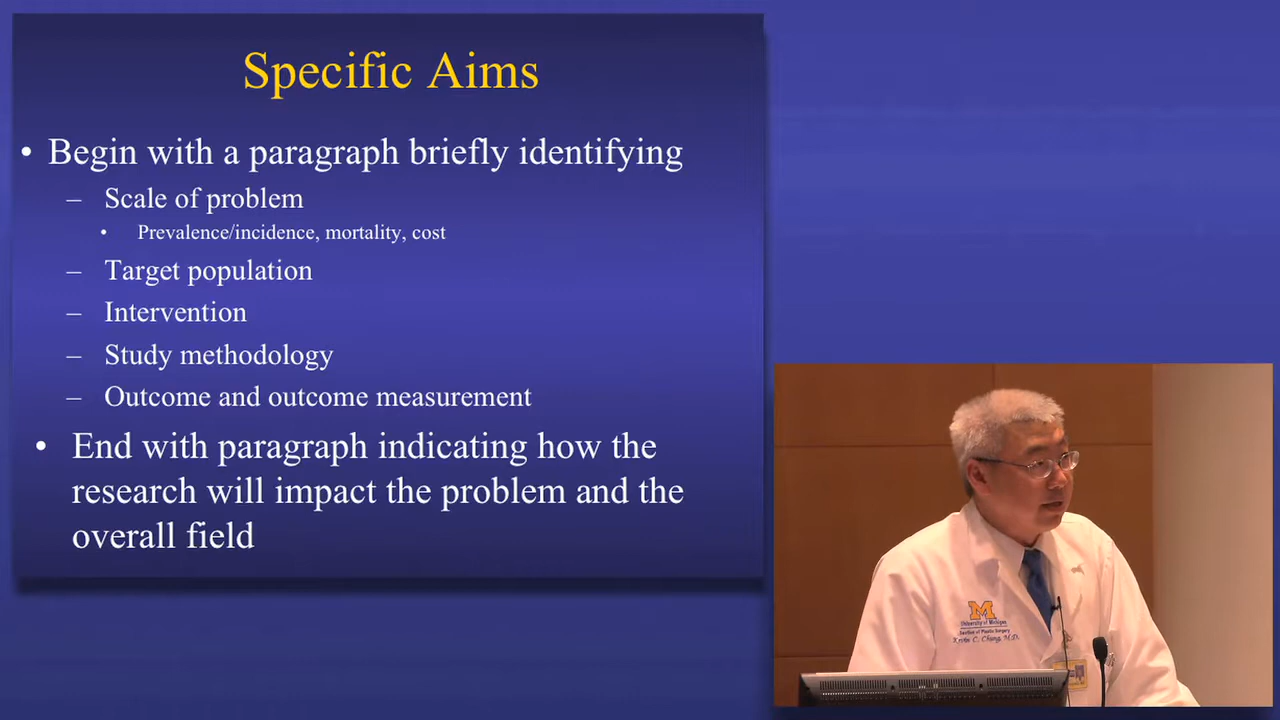 Specific Aims
• Begin with a paragraph briefly identifying
– Scale of problem
• Prevalence/incidence, mortality, cost
– Target population
– Intervention
– Study methodology
– Outcome and outcome measurement
• End with paragraph indicating how the
research will impact the problem and the
overall field
M
University of Michigan
Section of Plastic Surgery
Kevin C. Chung, M.D.